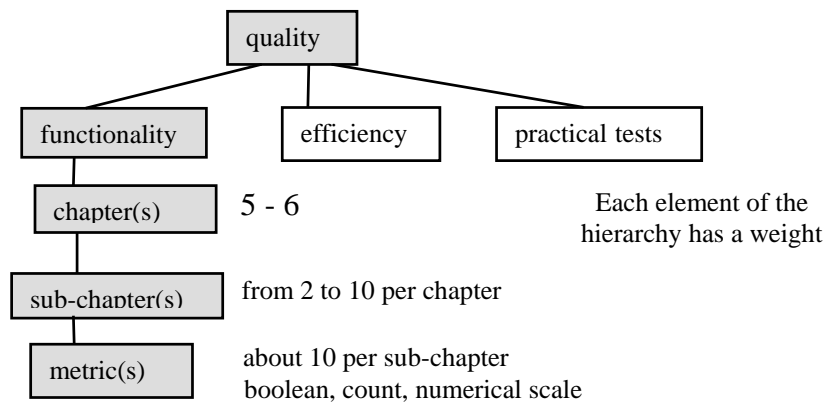 quality
functionality
efficiency
practical tests
chapter(s)
5 - 6
Each element of the
hierarchy has a weight
sub-chapter(s)
from 2 to 10 per chapter
metric(s)
about 10 per sub-chapter
boolean, count, numerical scale